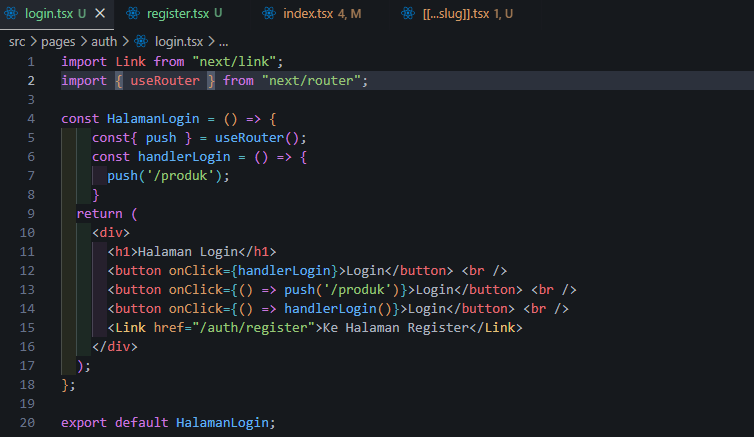 login.tsx U X register.tsx U index.tsx 4, M [[...slug]].tsx 1, U
src > pages > auth > login.tsx > ...
1 import Link from "next/link";
2 import { useRouter } from "next/router";
3
4 const HalamanLogin = () => {
5 const{ push } = useRouter();
6 const handlerLogin = () => {
7 push('/produk');
8 }
9 return (
10 <div>
11 <h1>Halaman Login</h1>
12 <button onClick={handlerLogin}>Login</button> <br />
13 <button onClick={() => push('/produk')}>Login</button> <br />
14 <button onClick={() => handlerLogin()}>Login</button> <br />
15 <Link href="/auth/register">Ke Halaman Register</Link>
16 </div>
17 );
18 };
19
20 export default HalamanLogin;